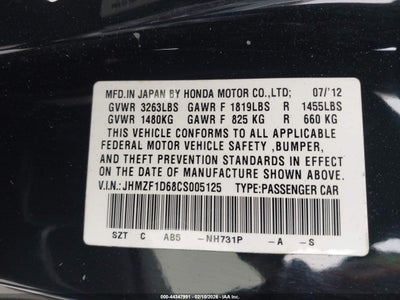 MFD.IN JAPAN BY HONDA MOTOR CO.,LTD. 07/'12
GVWR 3263LBS GAWR F 1819LBS R 1455LBS
GVWR 1480KG GAWR F 825 KG R 660 KG
THIS VEHICLE CONFORMS TO ALL APPLICABLE
FEDERAL MOTOR VEHICLE SAFETY ,BUMPER,
AND THEFT PREVENTION STANDARDS IN EFFECT
ON THE DATE OF MANUFACTURE SHOWN ABOVE.
V.I.N.: JHMZF1D68CS005125 TYPE:PASSENGER CAR
SZT C AB5 -NH731P -A -S
000-44347991 - 02/10/2026 - IAA Inc.